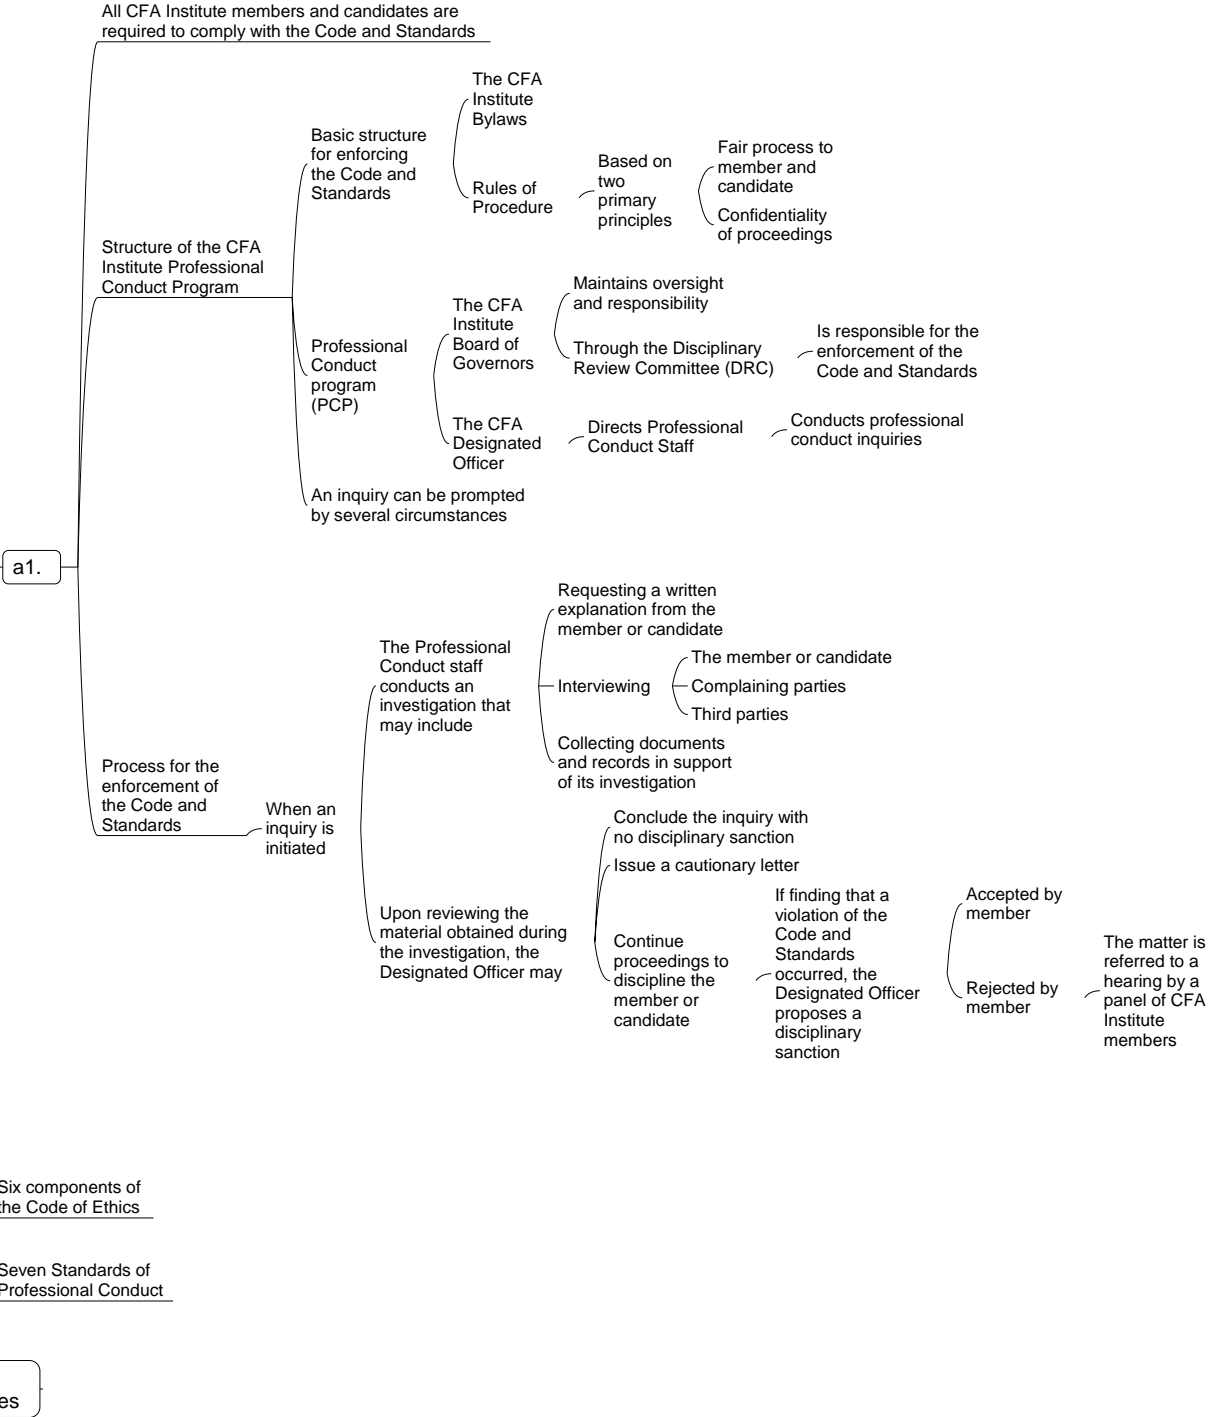 All CFA Institute members and candidates are
required to comply with the Code and Standards
Structure of the CFA
Institute Professional
Conduct Program
Basic structure
for enforcing
the Code and
Standards
The CFA
Institute
Bylaws
Rules of
Procedure
Based on
two
primary
principles
Fair process to
member and
candidate
Confidentiality
of proceedings
Professional
Conduct
program
(PCP)
The CFA
Institute
Board of
Governors
Maintains oversight
and responsibility
Through the Disciplinary
Review Committee (DRC)
Is responsible for the
enforcement of the
Code and Standards
The CFA
Designated
Officer
Directs Professional
Conduct Staff
Conducts professional
conduct inquiries
An inquiry can be prompted
by several circumstances
a1.
Process for the
enforcement of
the Code and
Standards
When an
inquiry is
initiated
The Professional
Conduct staff
conducts an
investigation that
may include
Requesting a written
explanation from the
member or candidate
Interviewing
The member or candidate
Complaining parties
Third parties
Collecting documents
and records in support
of its investigation
Upon reviewing the
material obtained during
the investigation, the
Designated Officer may
Conclude the inquiry with
no disciplinary sanction
Issue a cautionary letter
Continue
proceedings to
discipline the
member or
candidate
If finding that a
violation of the
Code and
Standards
occurred, the
Designated Officer
proposes a
disciplinary
sanction
Accepted by
member
Rejected by
member
The matter is
referred to a
hearing by a
panel of CFA
Institute
members
Six components of
the Code of Ethics
Seven Standards of
Professional Conduct
es